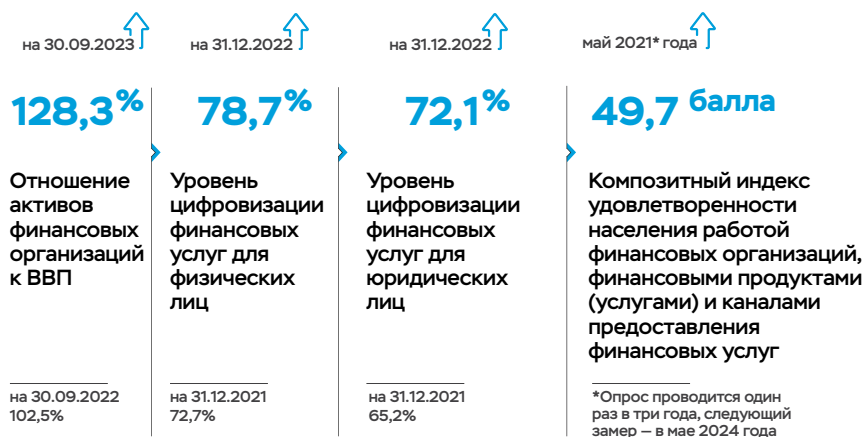 на 30.09.2023
128,3%
Отношение
активов
финансовых
организаций
к ВВП
на 30.09.2022
102,5%
на 31.12.2022
78,7%
Уровень
цифровизации
финансовых
услуг для
физических
лиц
на 31.12.2021
72,7%
на 31.12.2022
72,1%
Уровень
цифровизации
финансовых
услуг для
юридических
лиц
на 31.12.2021
65,2%
май 2021* года
49,7 балла
Композитный индекс
удовлетворенности
населения работой
финансовых организаций,
финансовыми продуктами
(услугами) и каналами
предоставления
финансовых услуг
*Опрос проводится один
раз в три года, следующий
замер – в мае 2024 года